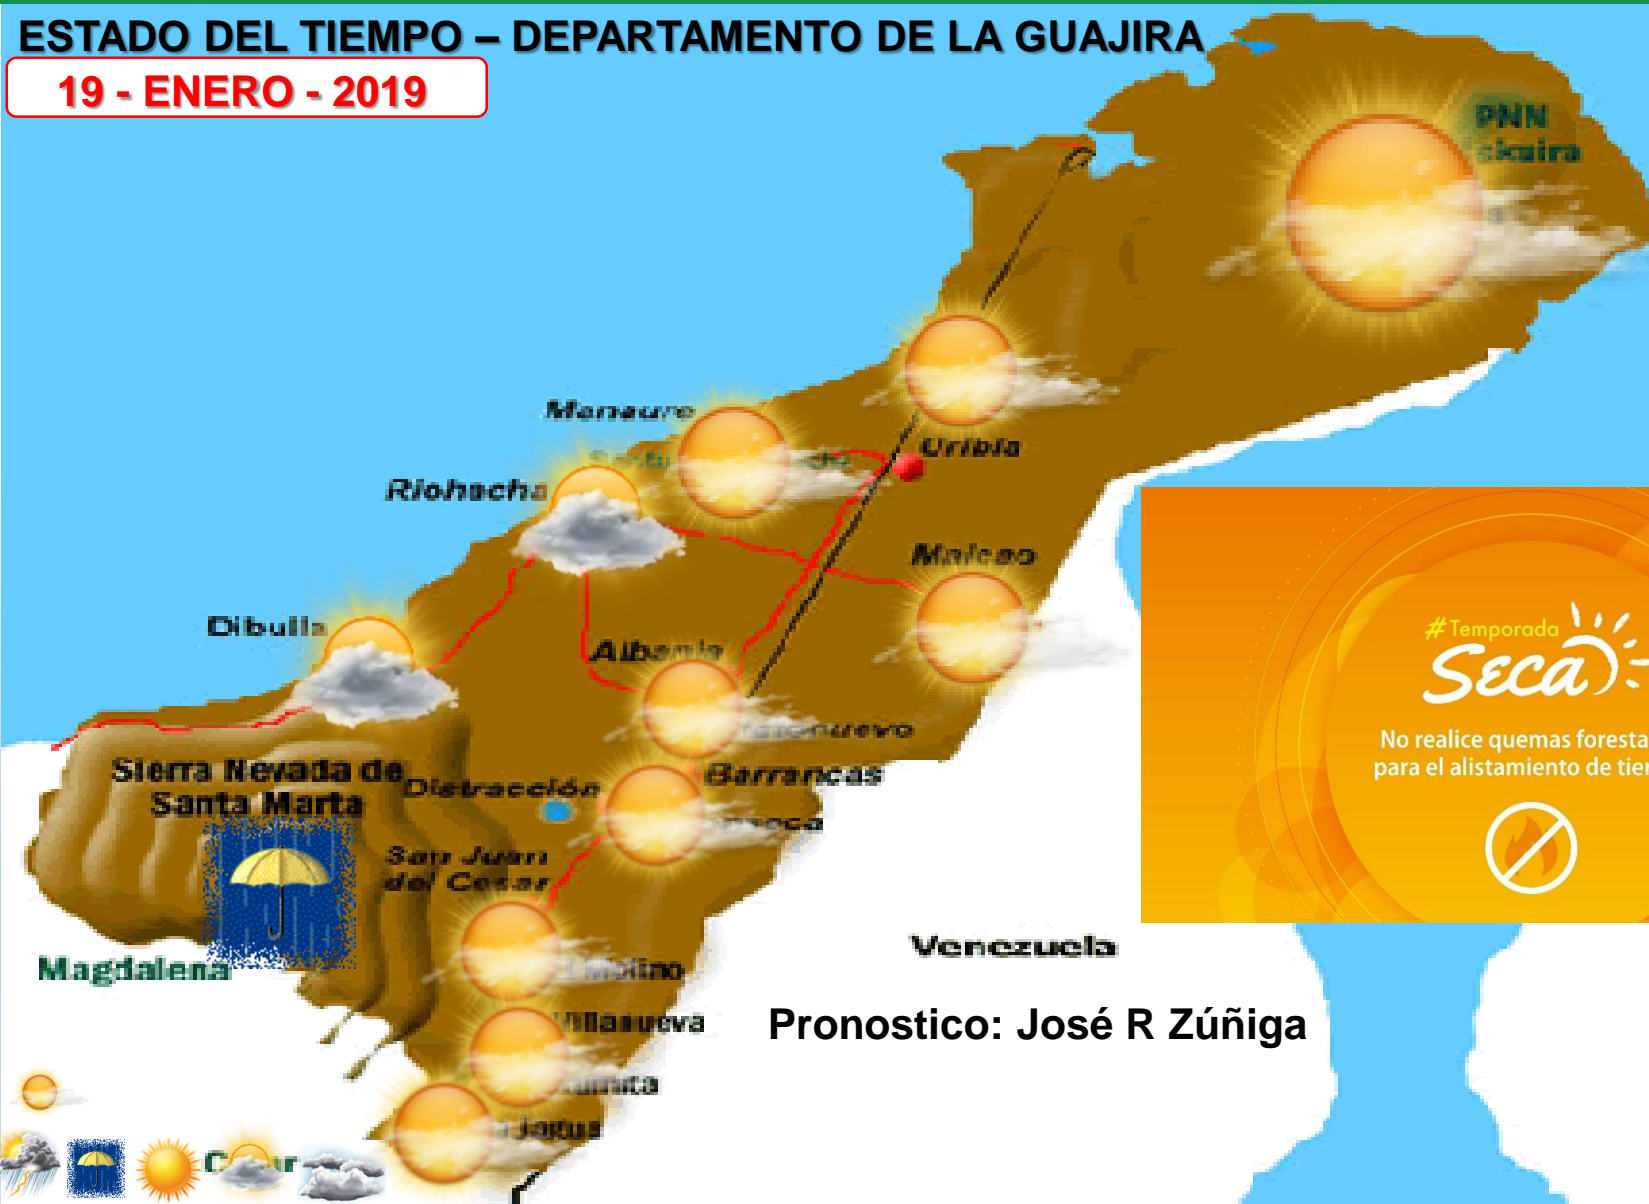 ESTADO DEL TIEMPO – DEPARTAMENTO DE LA GUAJIRA
19 - ENERO - 2019
PNN
Manaure
Uribia
Riohacha
Maicao
Dibulla
Albania
#Temporada
Seca
No realice quemas foresta
para el alistamiento de tier
Sierra Nevada de
Santa Marta
Distracción
Barrancas
San Juan
del Cesar
Magdalena
Molino
Villanueva
Venezuela
Pronostico: José R Zúñiga